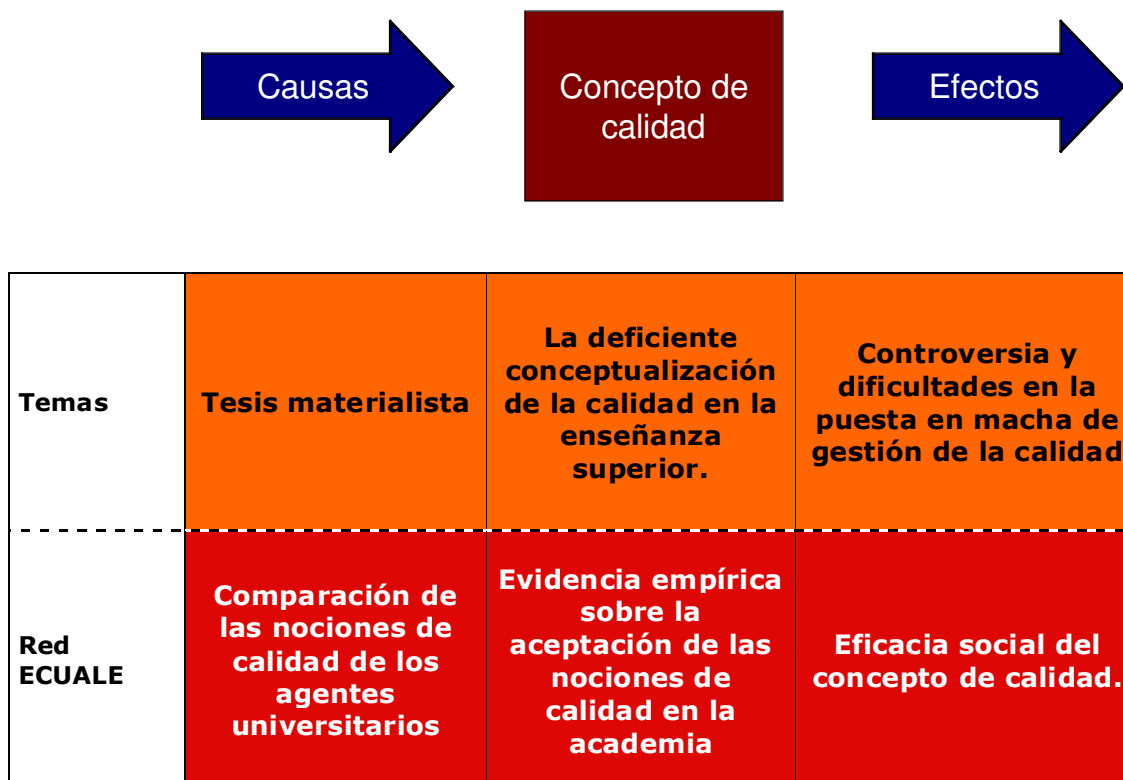 Causas
Concepto de
calidad
Efectos
Temas
Tesis materialista
La deficiente
conceptualización
de la calidad en la
enseñanza
superior.
Controversia y
dificultades en la
puesta en macha de
gestión de la calidad
Red
ECUALE
Comparación de
las nociones de
calidad de los
agentes
universitarios
Evidencia empírica
sobre la
aceptación de las
nociones de
calidad en la
academia
Eficacia social del
concepto de calidad.